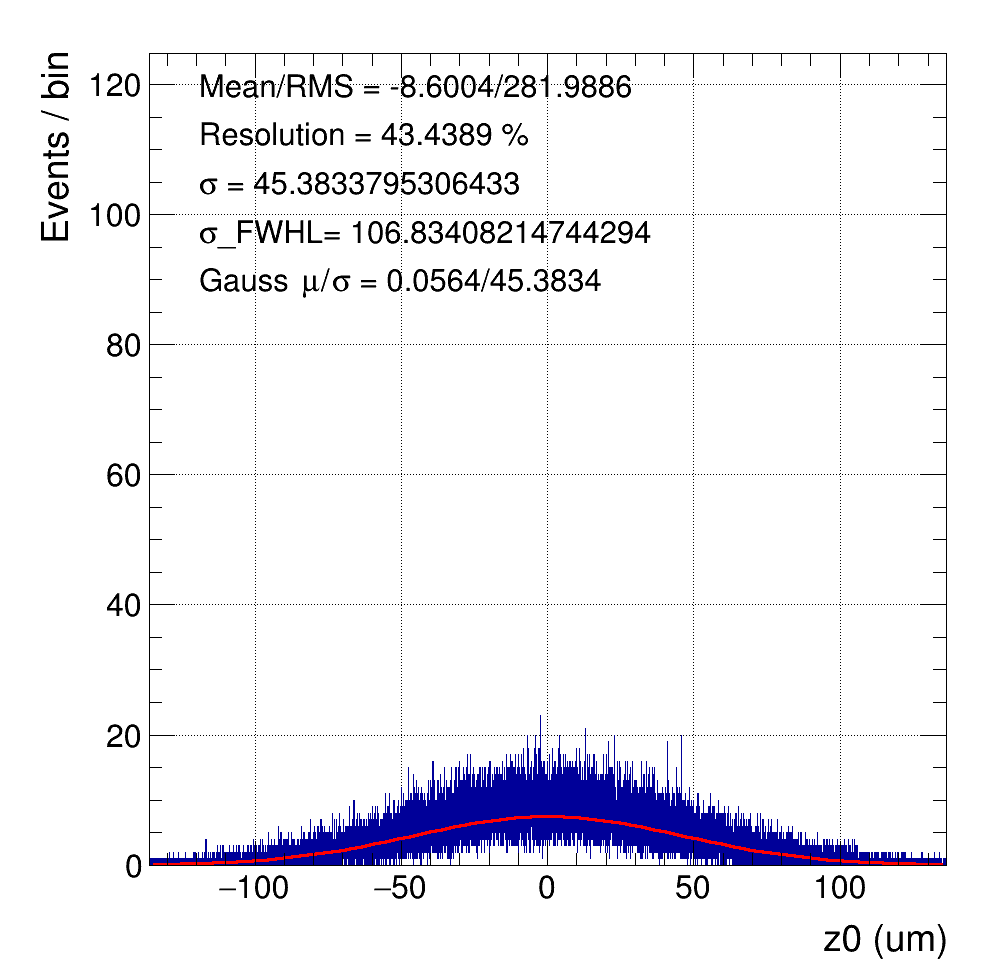 Events / bin
120
100
80
60
40
20
0
Mean/RMS = -8.6004/281.9886
Resolution = 43.4389 %
σ = 45.3833795306433
σ_FWHL= 106.83408214744294
Gauss μ/σ = 0.0564/45.3834
−100 −50 0 50 100
z0 (um)